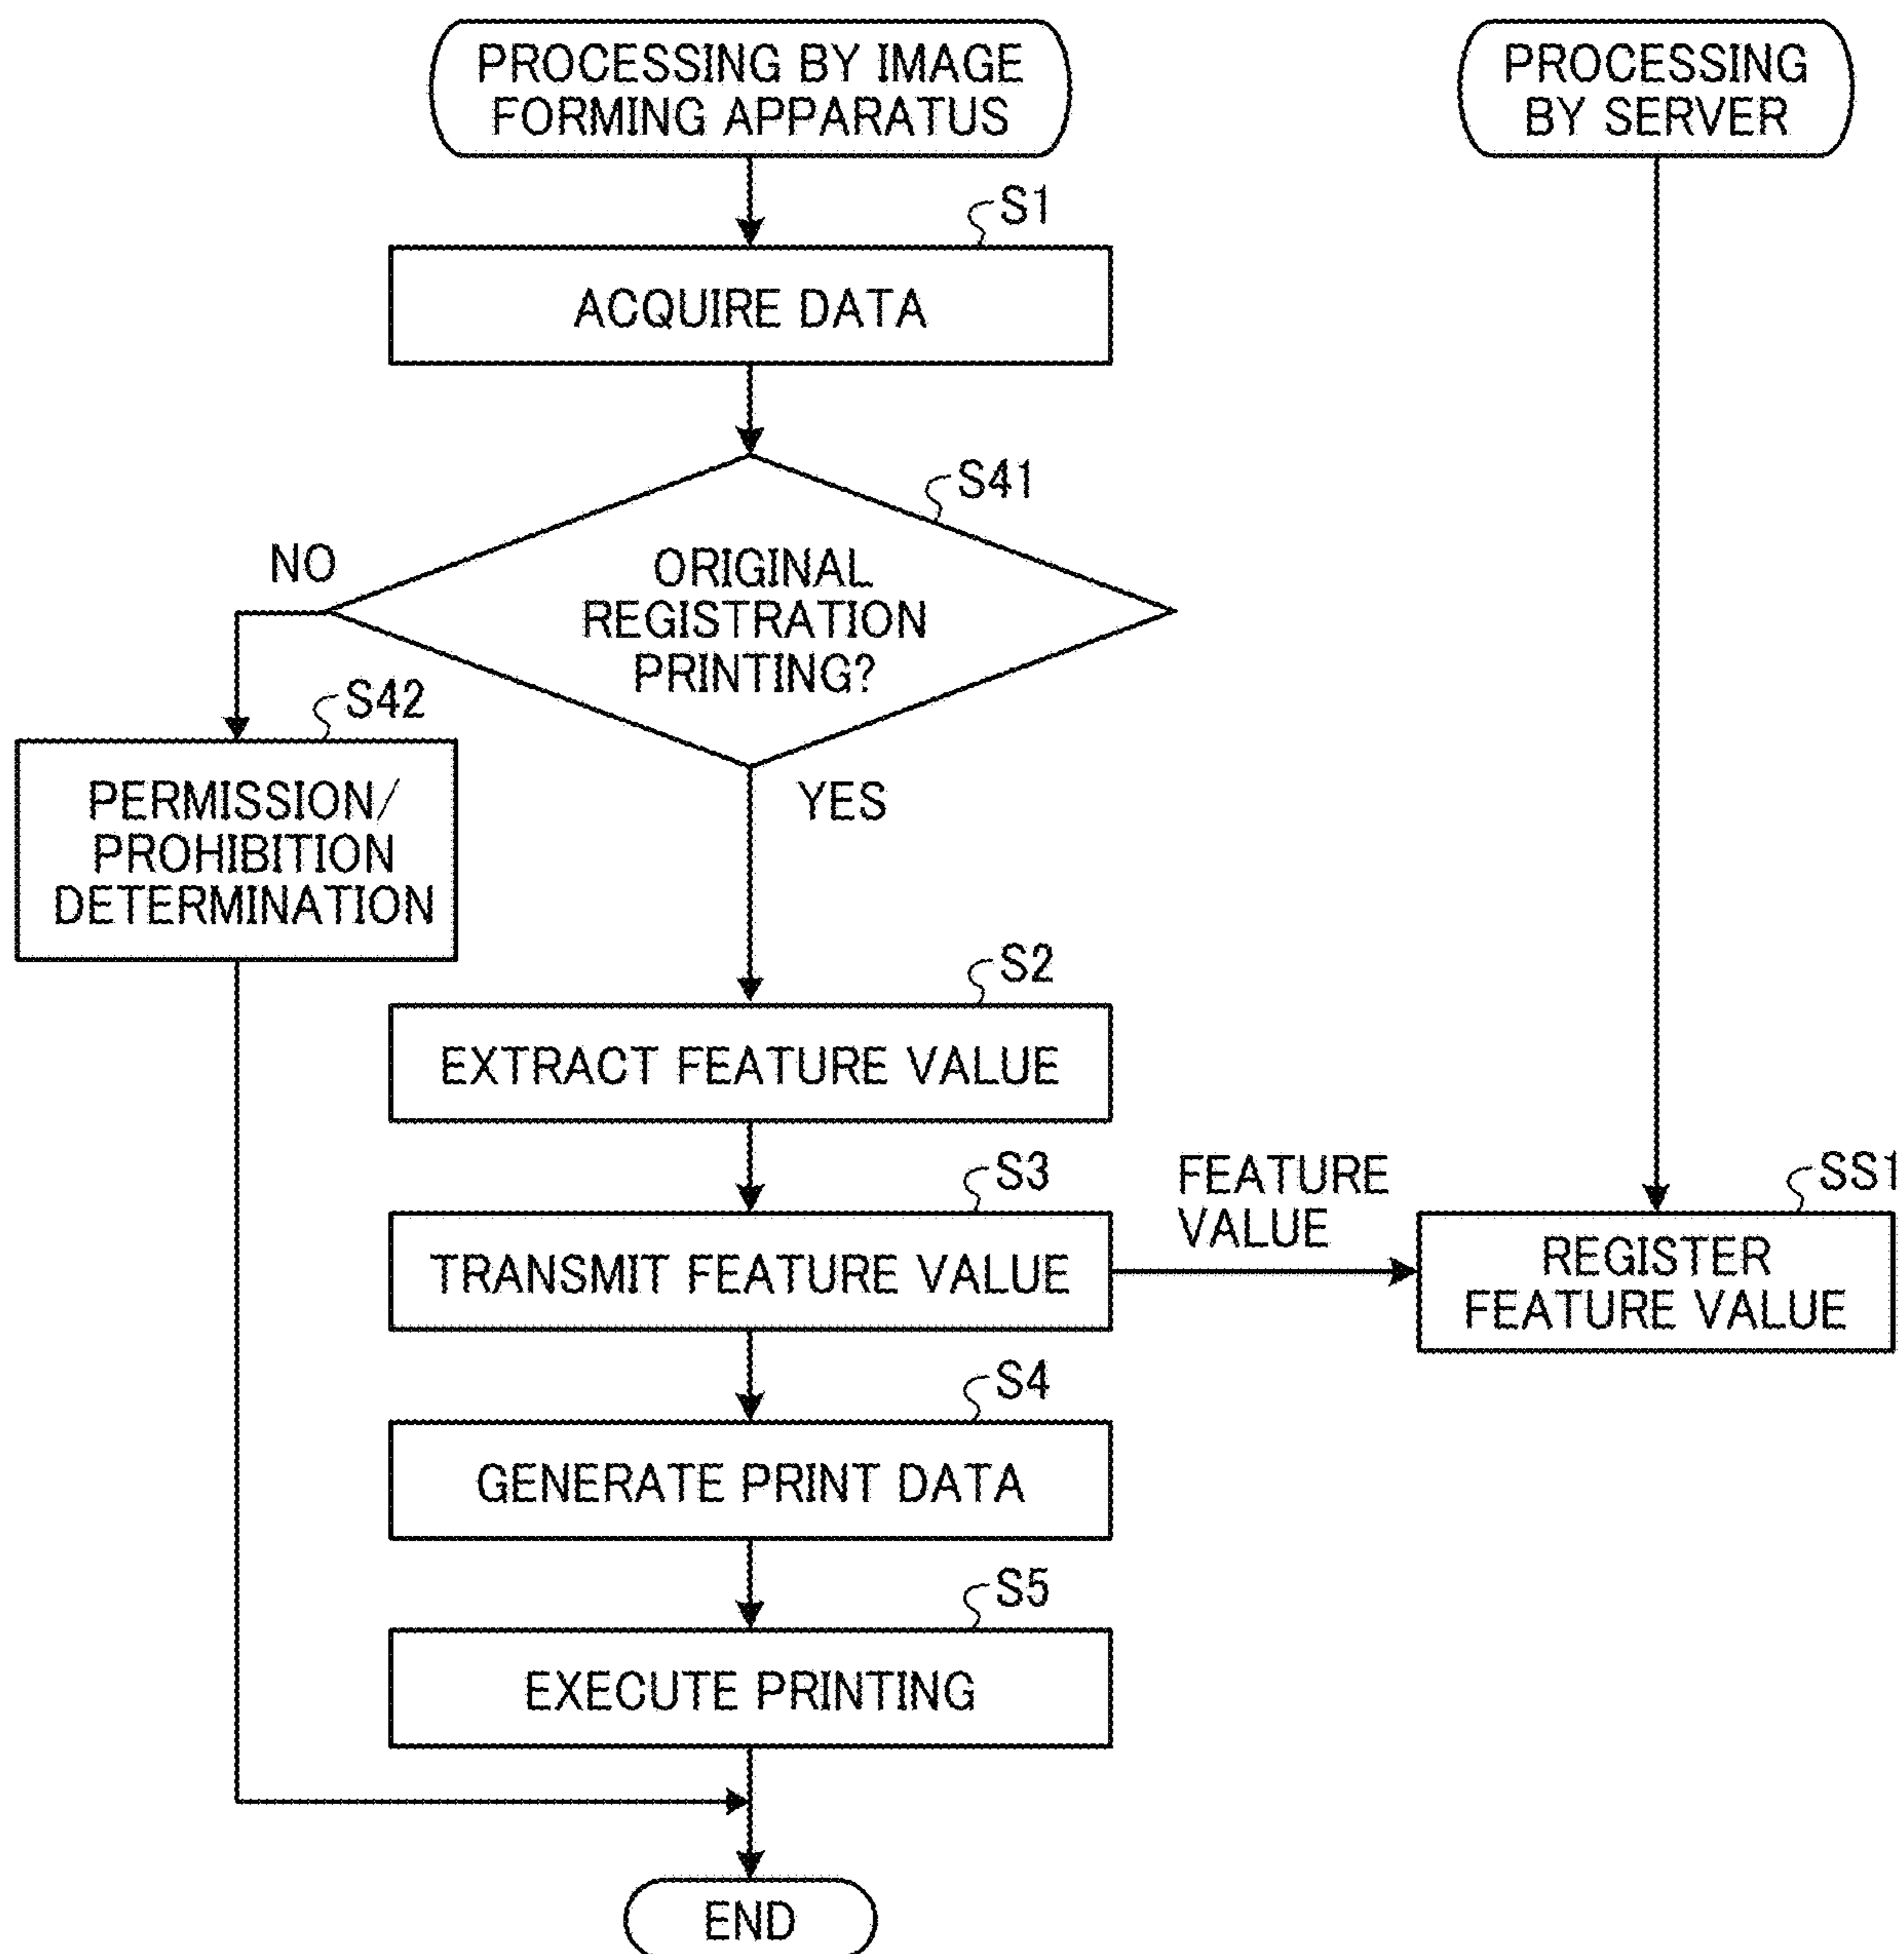 PROCESSING BY IMAGE
FORMING APPARATUS
PROCESSING
BY SERVER
S1
ACQUIRE DATA
S41
NO
ORIGINAL
REGISTRATION
PRINTING?
S42
YES
PERMISSION/
PROHIBITION
DETERMINATION
S2
EXTRACT FEATURE VALUE
S3
TRANSMIT FEATURE VALUE
FEATURE
VALUE
SS1
REGISTER
FEATURE VALUE
S4
GENERATE PRINT DATA
S5
EXECUTE PRINTING
END